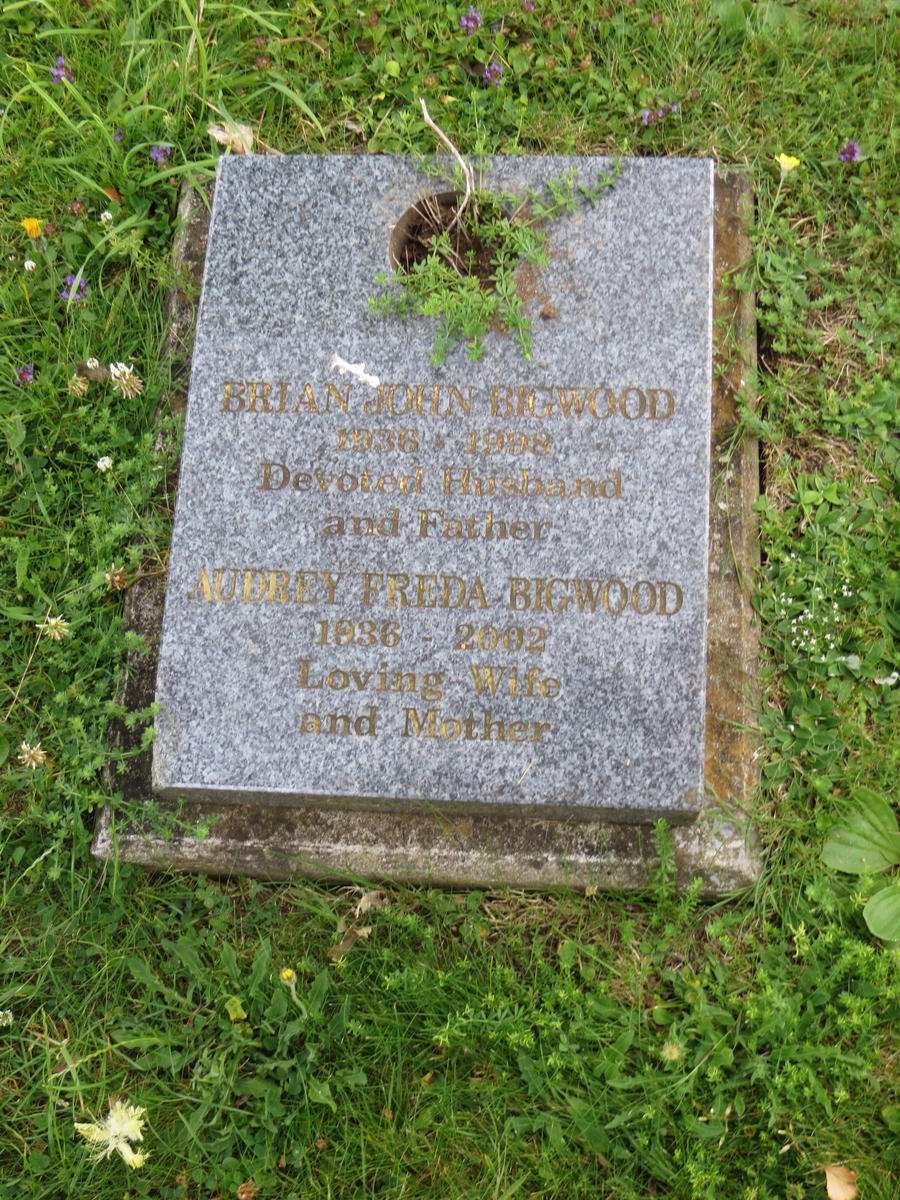 BRIAN JOHN BIGWOOD
1936 - 1998
Devoted Husband
and Father
AUDREY FREDA BIGWOOD
1936 - 2002
Loving Wife
and Mother